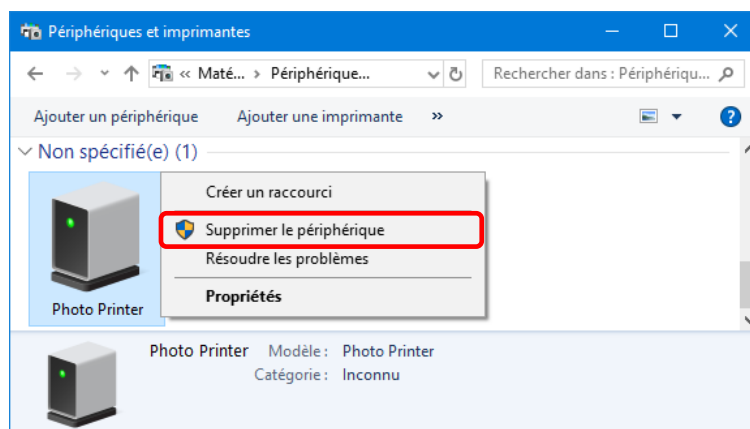 Périphériques et imprimantes
« Maté... > Périphérique...
Rechercher dans : Périphériqu...
Ajouter un périphérique Ajouter une imprimante »
Non spécifié(e) (1)
Créer un raccourci
Supprimer le périphérique
Résoudre les problèmes
Propriétés
Photo Printer
Photo Printer Modèle : Photo Printer
Catégorie : Inconnu